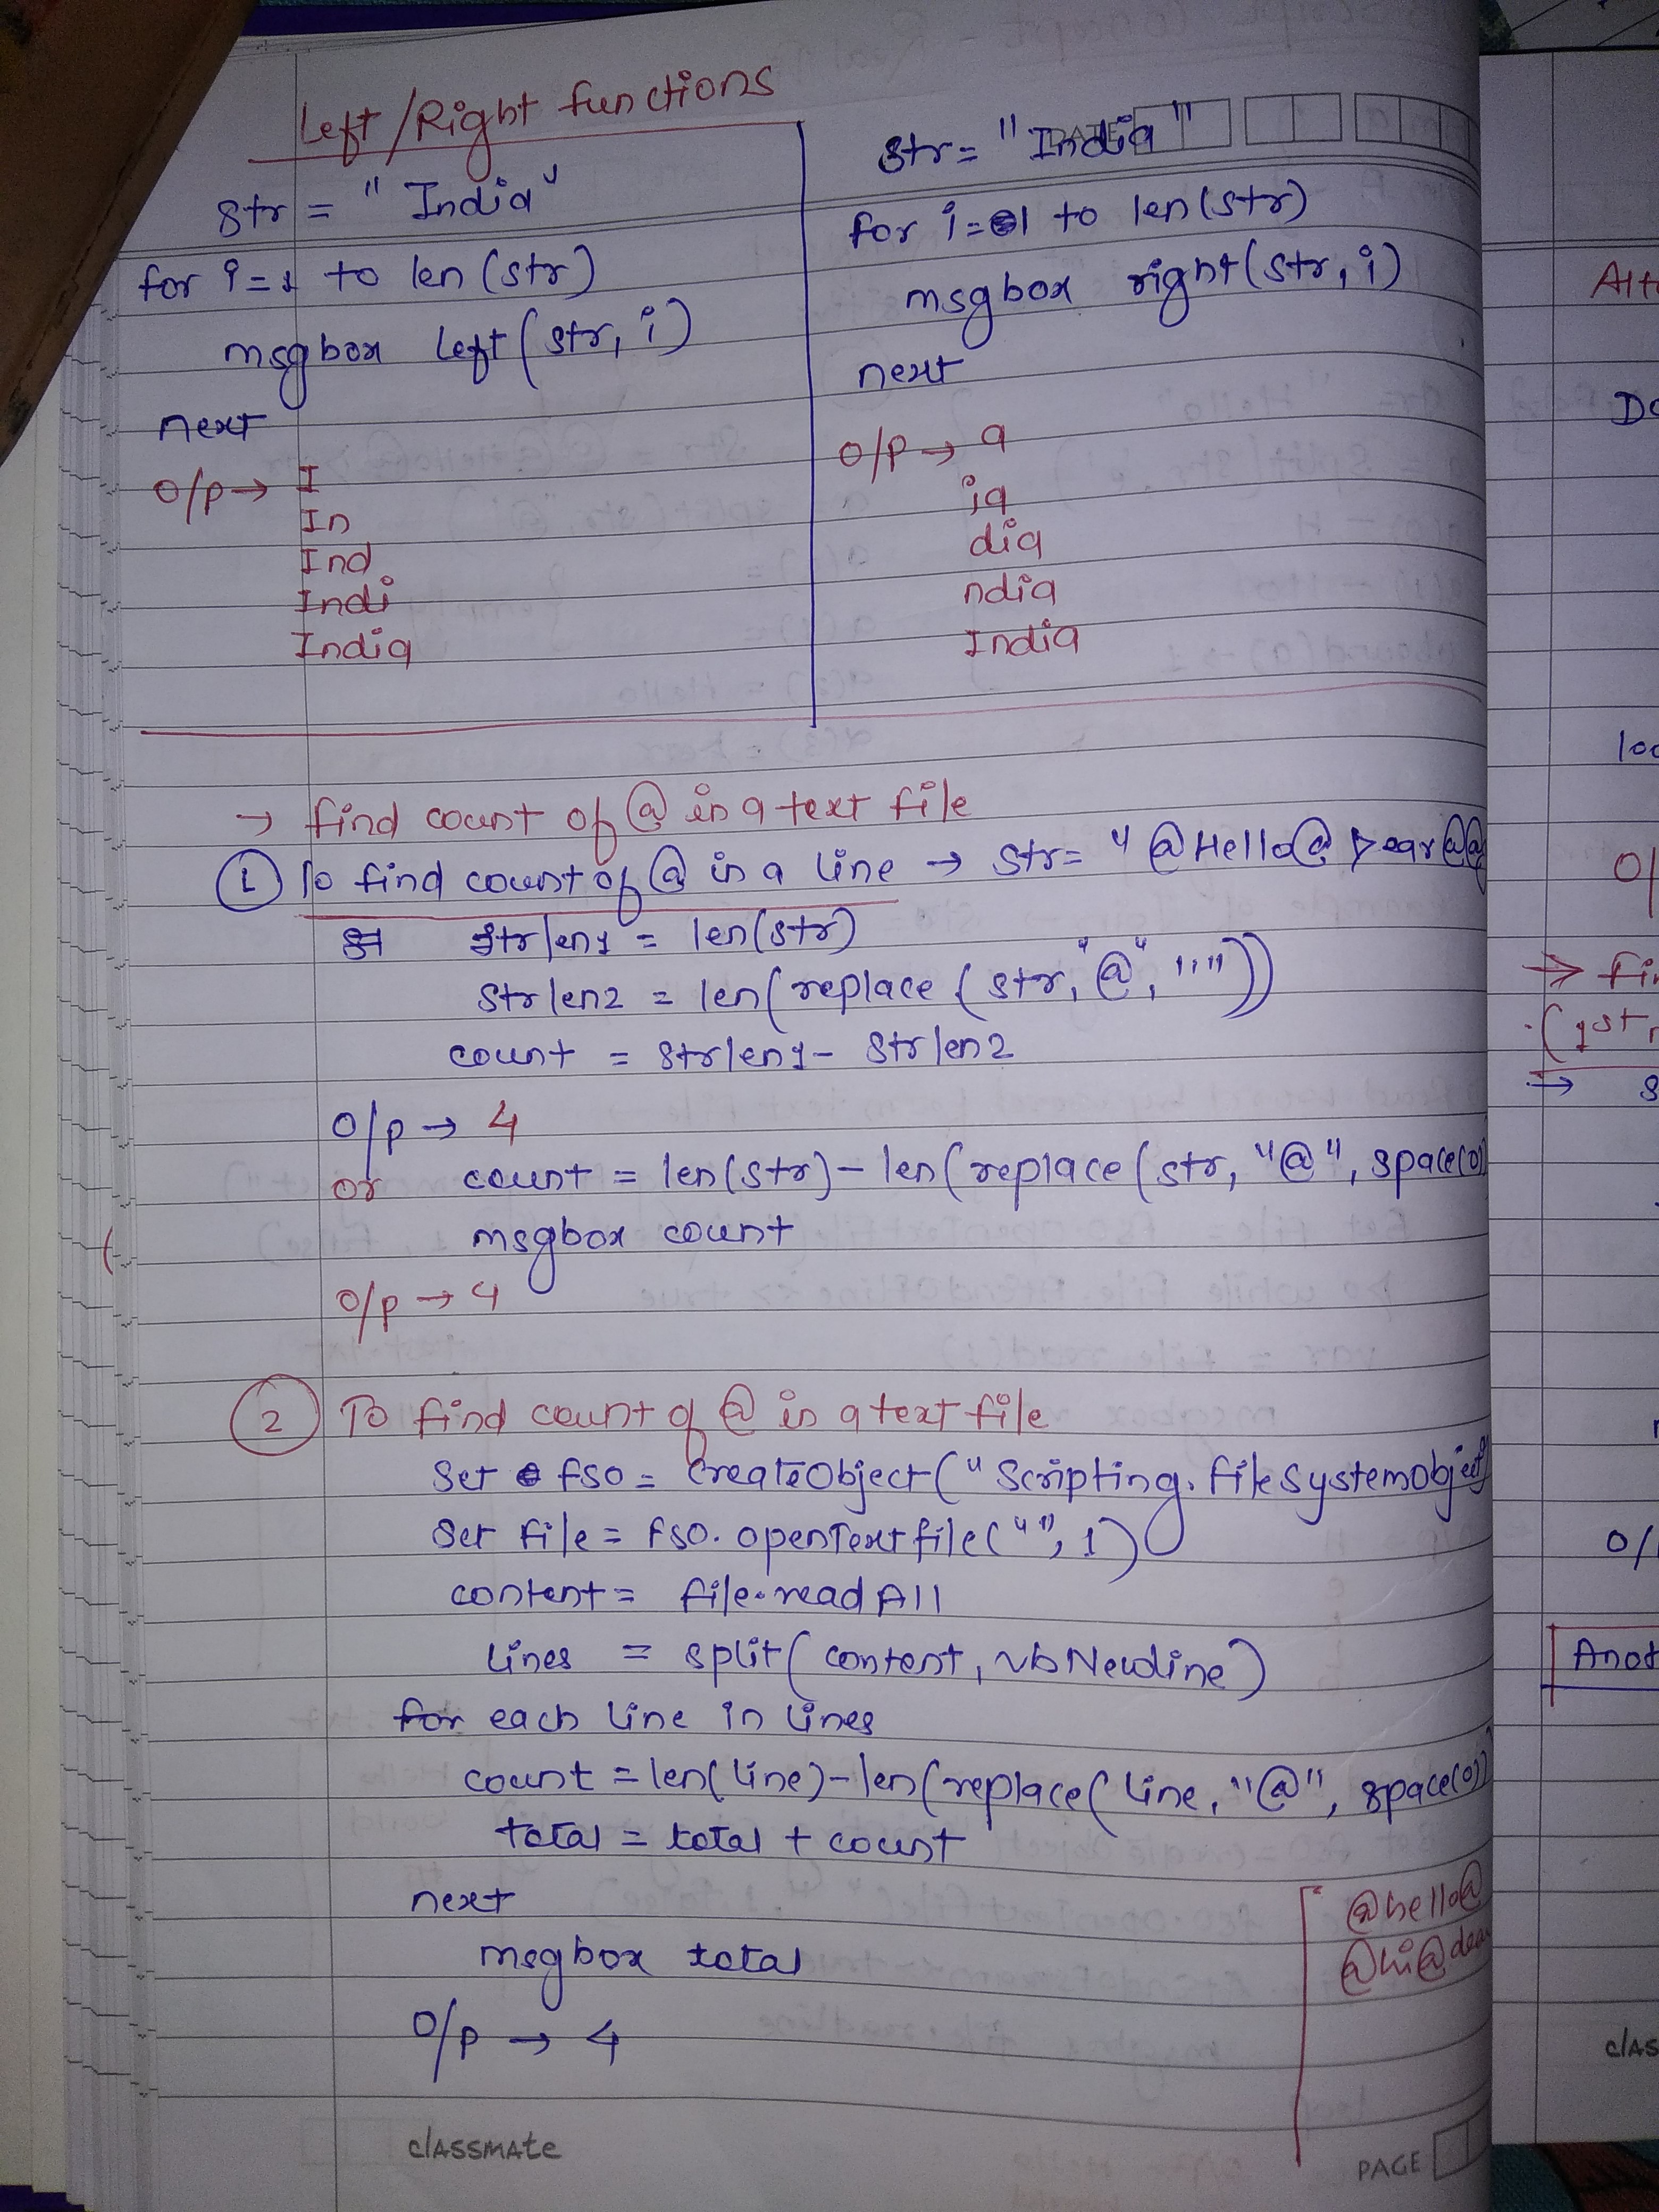 Left/Right functions
str = "India"
for i=1 to len(str)
msgbox left(str, i)
next
o/p → I
In
Ind
Indi
India
DATE
str = "India"
for i=1 to len(str)
msgbox right(str, i)
next
o/p → a
ia
dia
ndia
India
→ find count of @ in a text file
① To find count of @ in a line → str= "@Hello@Dear@@
strlen1 = len(str)
strlen2 = len(replace(str,"@",""))
count = strlen1 - strlen2
o/p → 4
or count = len(str)-len(replace(str,"@", space(0)
msgbox count
o/p → 4
② To find count of @ in a text file
Set fso = CreateObject("Scripting.fileSystemObject
Set file = fso.openTextfile("",1)
content = file.readAll
lines = split(content, vbNewline)
for each line in lines
count = len(line)-len(replace(line,"@", space(0))
total = total + count
next
msgbox total
o/p → 4
@hello@
@hi@dear
classmate
PAGE
Alt
O/
→ fin
(1st
→ s
O/
Anot